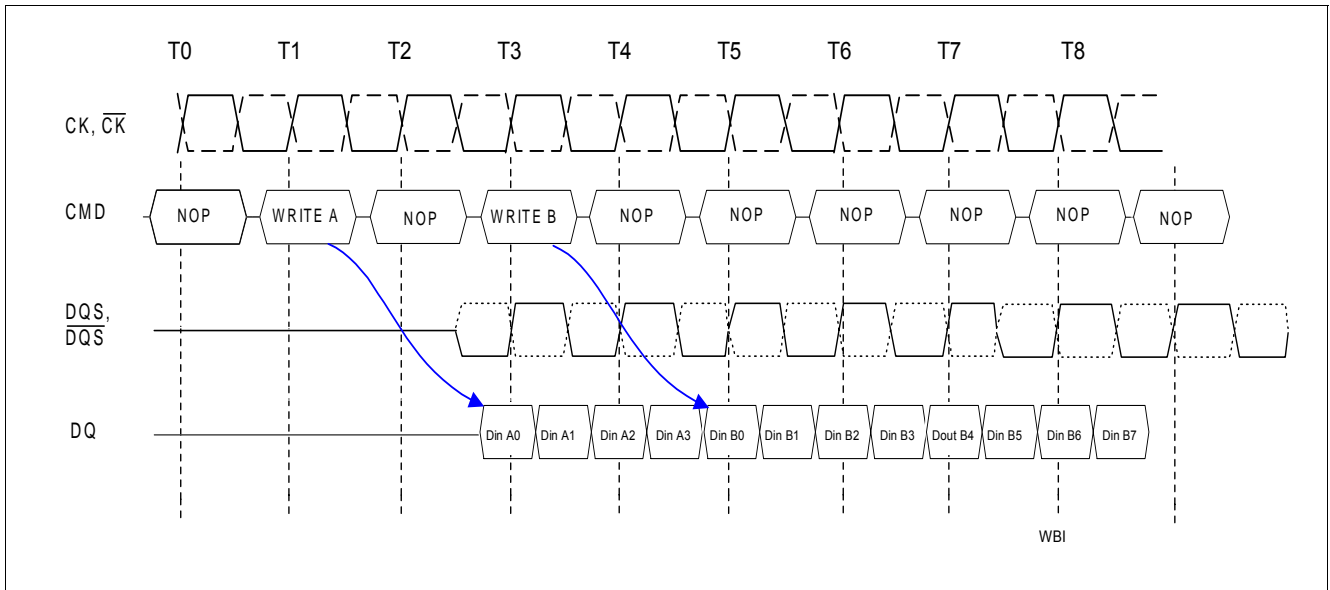 T0 T1 T2 T3 T4 T5 T6 T7 T8
CK, CK
CMD NOP WRITE A NOP WRITE B NOP NOP NOP NOP NOP NOP
DQS,
DQS
DQ Din A0 Din A1 Din A2 Din A3 Din B0 Din B1 Din B2 Din B3 Dout B4 Din B5 Din B6 Din B7
WBI